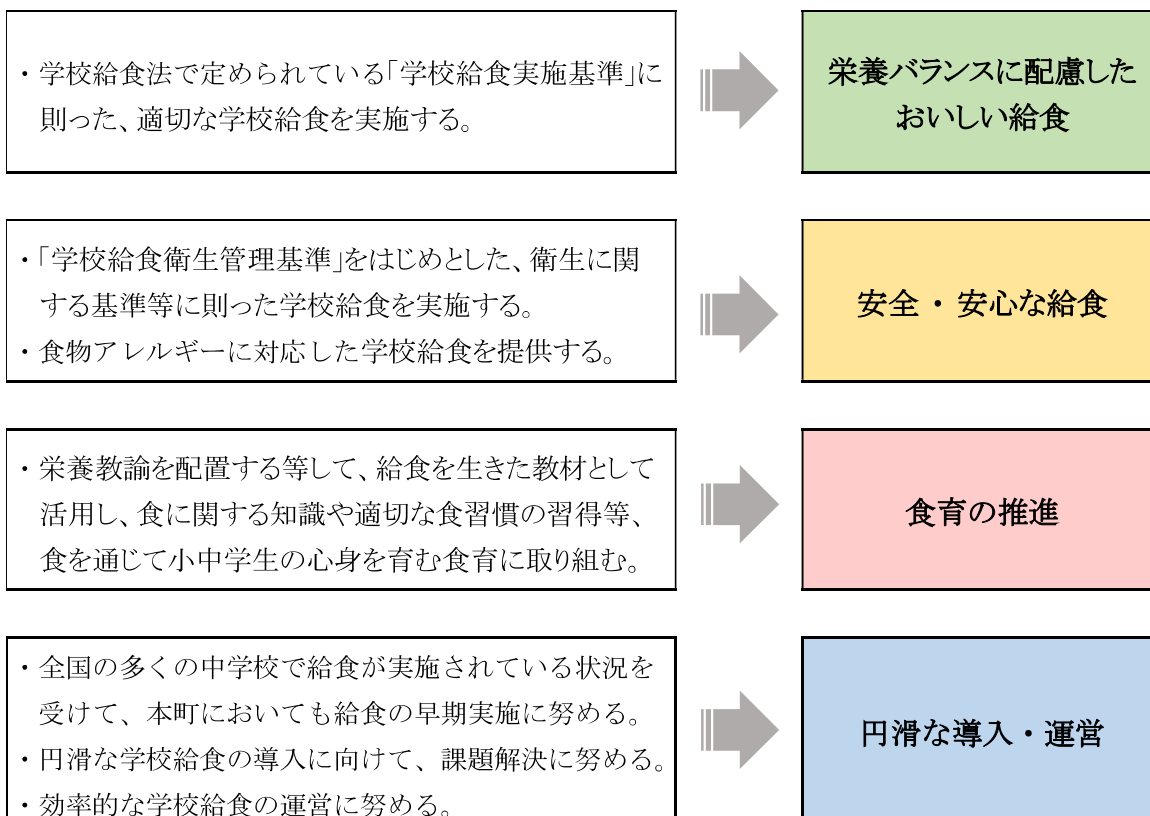 ・学校給食法で定められている「学校給食実施基準」に
則った、適切な学校給食を実施する。
栄養バランスに配慮した
おいしい給食
・「学校給食衛生管理基準」をはじめとした、衛生に関
する基準等に則った学校給食を実施する。
・食物アレルギーに対応した学校給食を提供する。
安全・安心な給食
・栄養教諭を配置する等して、給食を生きた教材として
活用し、食に関する知識や適切な食習慣の習得等、
食を通じて小中学生の心身を育む食育に取り組む。
食育の推進
・全国の多くの中学校で給食が実施されている状況を
受けて、本町においても給食の早期実施に努める。
・円滑な学校給食の導入に向けて、課題解決に努める。
・効率的な学校給食の運営に努める。
円滑な導入・運営